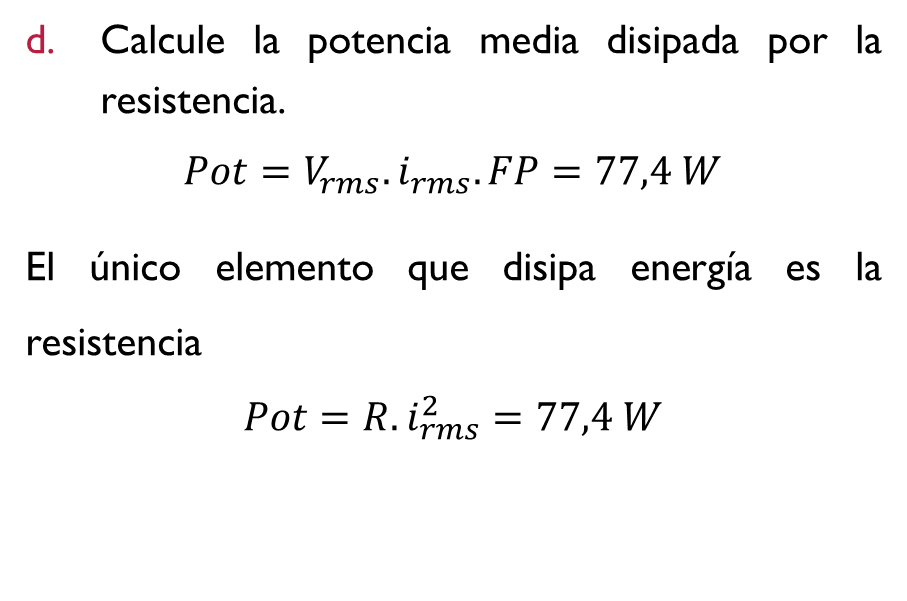 d. Calcule la potencia media disipada por la
resistencia.
Pot = V_{rms}. i_{rms}. FP = 77,4 W
El único elemento que disipa energía es la
resistencia
Pot = R. i_{rms}^{2} = 77,4 W